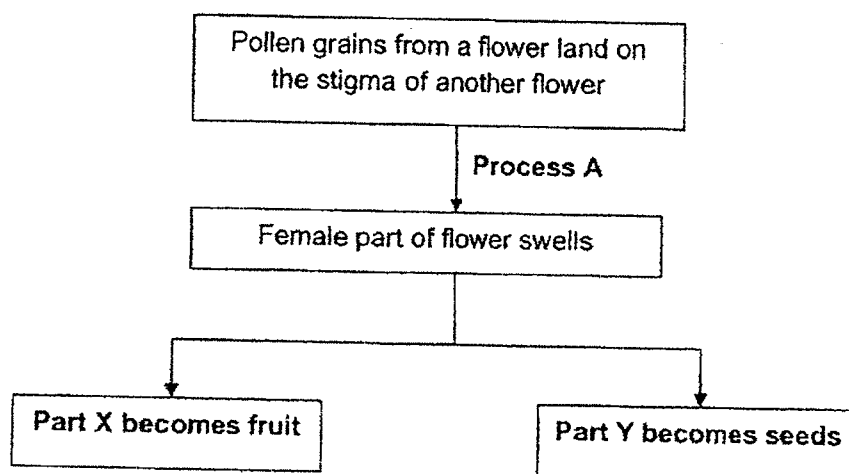 Pollen grains from a flower land on
the stigma of another flower
Process A
Female part of flower swells
Part X becomes fruit
Part Y becomes seeds